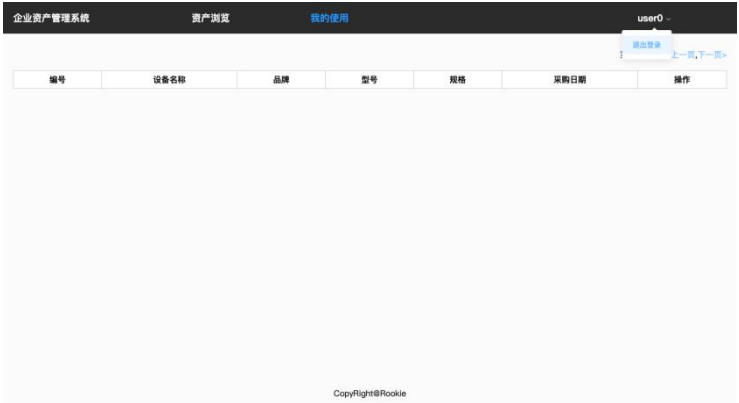 企业资产管理系统 资产浏览 我的使用 user0
退出登录
上一页,下一页>
编号 设备名称 品牌 型号 规格 采购日期 操作
CopyRight@Rookie